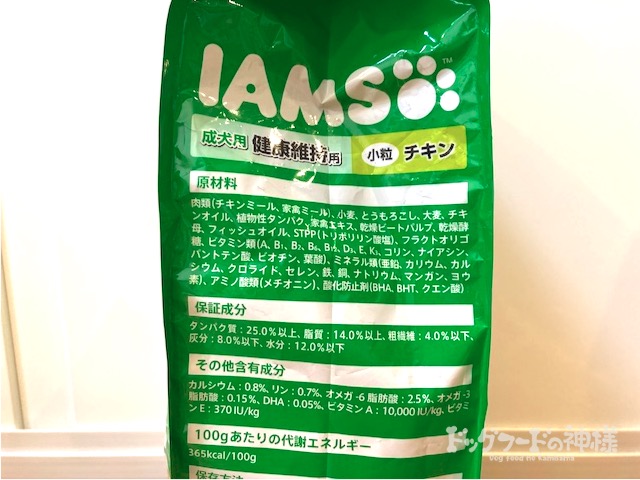 IAMS
TM
成犬用 健康維持用 小粒 チキン
原材料
肉類(チキンミール、家禽ミール)、小麦、とうもろこし、大麦、チキ
ンオイル、植物性タンパク、家禽エキス、乾燥ビートパルプ、乾燥酵
母、フィッシュオイル、STPP(トリポリリン酸塩)、フラクトオリゴ
糖、ビタミン類(A、B₁、B₂、B₆、B₁₂、D₃、E、K₁、コリン、ナイアシン、
パントテン酸、ビオチン、葉酸)、ミネラル類(亜鉛、カリウム、カル
シウム、クロライド、セレン、鉄、銅、ナトリウム、マンガン、ヨウ
素)、アミノ酸類(メチオニン)、酸化防止剤(BHA、BHT、クエン酸)
保証成分
タンパク質：25.0%以上、脂質：14.0%以上、粗繊維：4.0%以下、
灰分：8.0%以下、水分：12.0%以下
その他含有成分
カルシウム：0.8%、リン：0.7%、オメガ-6脂肪酸：2.5%、オメガ-3
脂肪酸：0.15%、DHA：0.05%、ビタミンA：10,000 IU/kg、ビタミ
ンE：370 IU/kg
100gあたりの代謝エネルギー
365kcal/100g
保存方法
ドッグフードの神様
Dog Food no kamisama